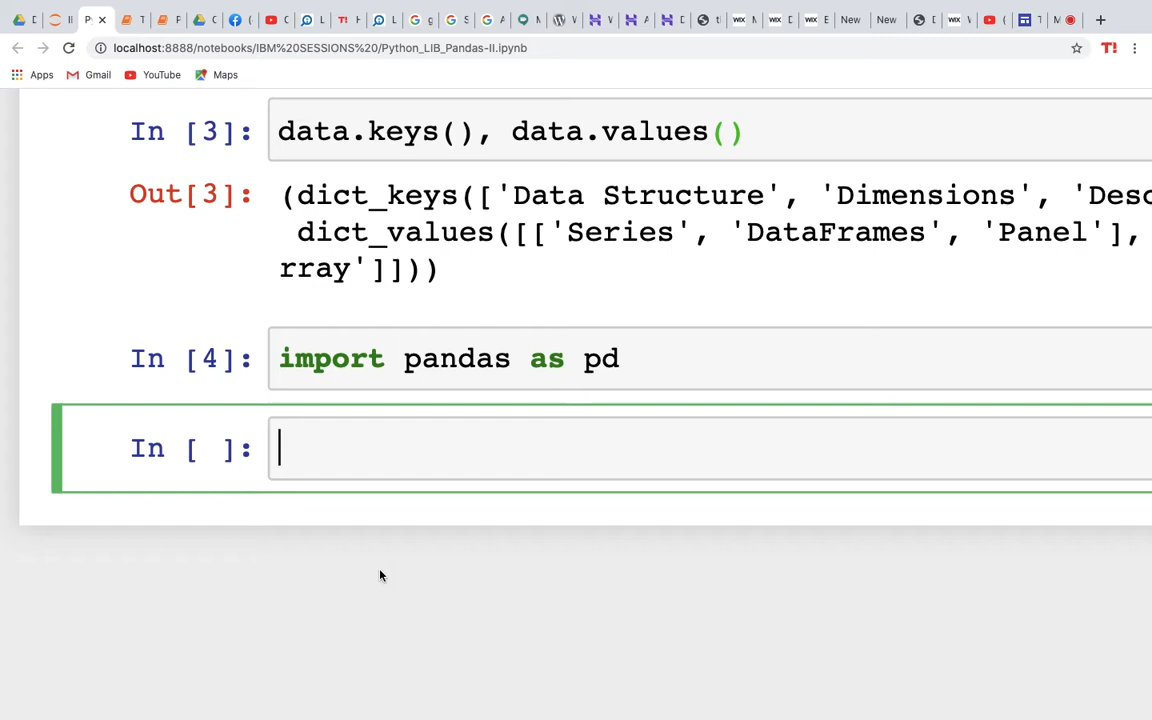 localhost:8888/notebooks/IBM%20SESSIONS%20/Python_LIB_Pandas-II.ipynb
Apps Gmail YouTube Maps
In [3]: data.keys(), data.values()
Out[3]: (dict_keys(['Data Structure', 'Dimensions', 'Desc
dict_values([['Series', 'DataFrames', 'Panel'],
rray']]))
In [4]: import pandas as pd
In [ ]: